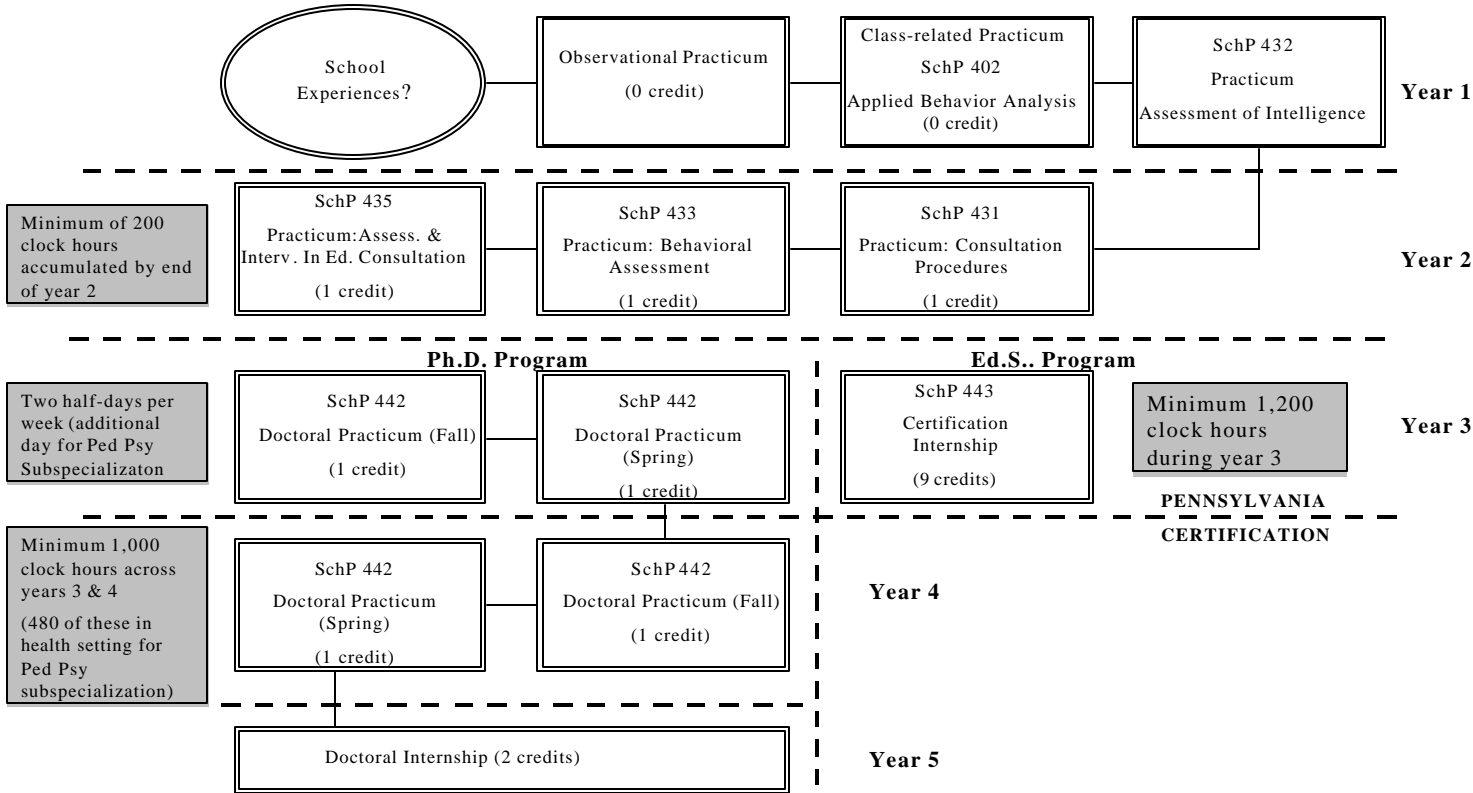 School
Experiences?
Observational Practicum
(0 credit)
Class-related Practicum
SchP 402
Applied Behavior Analysis
(0 credit)
SchP 432
Practicum
Assessment of Intelligence
Year 1
Minimum of 200
clock hours
accumulated by end
of year 2
SchP 435
Practicum:Assess. &
Interv. In Ed. Consultation
(1 credit)
SchP 433
Practicum: Behavioral
Assessment
(1 credit)
SchP 431
Practicum: Consultation
Procedures
(1 credit)
Year 2
Ph.D. Program
Ed.S.. Program
Two half-days per
week (additional
day for Ped Psy
Subspecializaton
SchP 442
Doctoral Practicum (Fall)
(1 credit)
SchP 442
Doctoral Practicum
(Spring)
(1 credit)
SchP 443
Certification
Internship
(9 credits)
Minimum 1,200
clock hours
during year 3
Year 3
PENNSYLVANIA
CERTIFICATION
Minimum 1,000
clock hours across
years 3 & 4
(480 of these in
health setting for
Ped Psy
subspecialization)
SchP 442
Doctoral Practicum
(Spring)
(1 credit)
SchP 442
Doctoral Practicum (Fall)
(1 credit)
Year 4
Doctoral Internship (2 credits)
Year 5